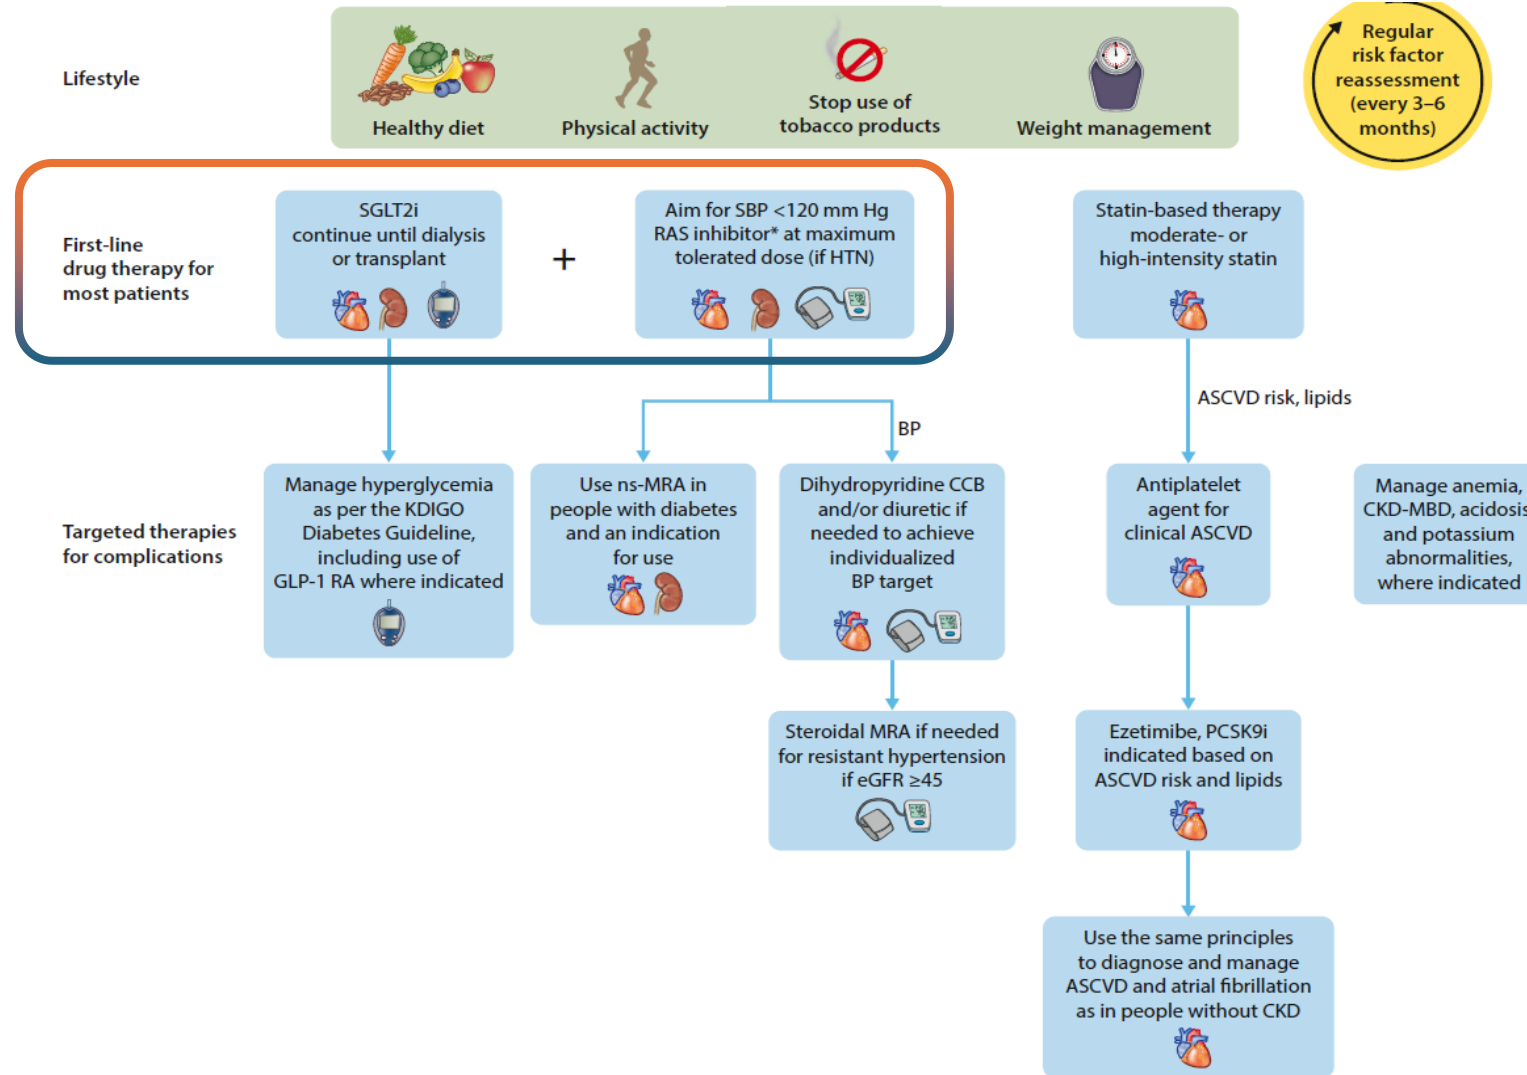 Lifestyle
Healthy diet
Physical activity
Stop use of
tobacco products
Weight management
Regular
risk factor
reassessment
(every 3–6
months)
First-line
drug therapy for
most patients
SGLT2i
continue until dialysis
or transplant
+
Aim for SBP <120 mm Hg
RAS inhibitor* at maximum
tolerated dose (if HTN)
Statin-based therapy
moderate- or
high-intensity statin
BP
ASCVD risk, lipids
Targeted therapies
for complications
Manage hyperglycemia
as per the KDIGO
Diabetes Guideline,
including use of
GLP-1 RA where indicated
Use ns-MRA in
people with diabetes
and an indication
for use
Dihydropyridine CCB
and/or diuretic if
needed to achieve
individualized
BP target
Antiplatelet
agent for
clinical ASCVD
Manage anemia,
CKD-MBD, acidosis
and potassium
abnormalities,
where indicated
Steroidal MRA if needed
for resistant hypertension
if eGFR ≥45
Ezetimibe, PCSK9i
indicated based on
ASCVD risk and lipids
Use the same principles
to diagnose and manage
ASCVD and atrial fibrillation
as in people without CKD